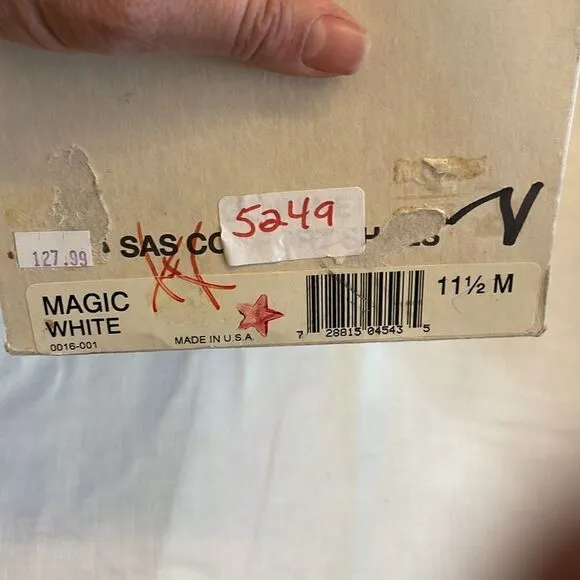 5249
127.99
SAS CO
MAGIC
WHITE
0016-001
MADE IN U.S.A.
7 28815 04543 5
11½ M